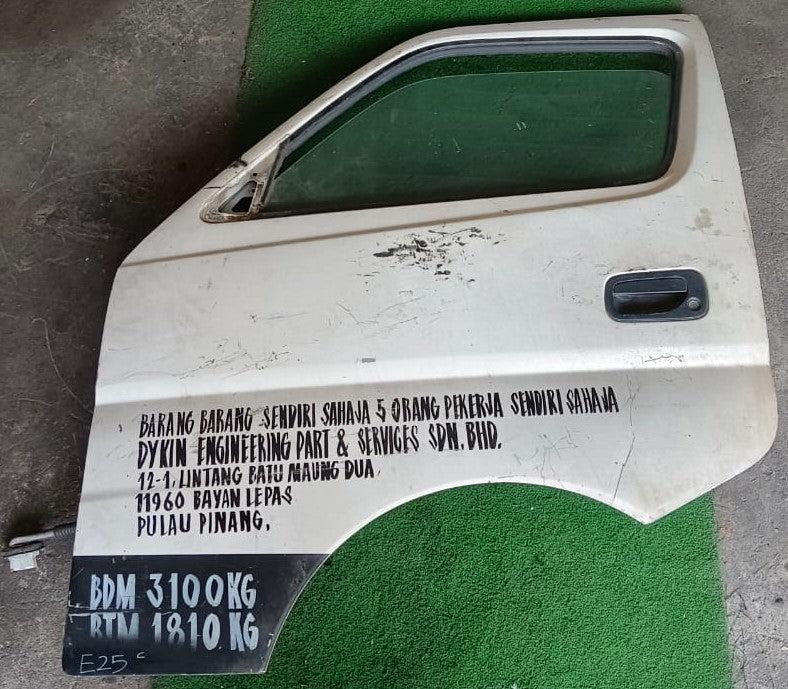 BARANG BARANG SENDIRI SAHAJA 5 ORANG PEKERJA SENDIRI SAHAJA
DYKIN ENGINEERING PART & SERVICES SDN. BHD.
12-1, LINTANG BATU MAUNG DUA,
11960 BAYAN LEPAS
PULAU PINANG.
BDM 3100KG
BTM 1810 KG
E25 c